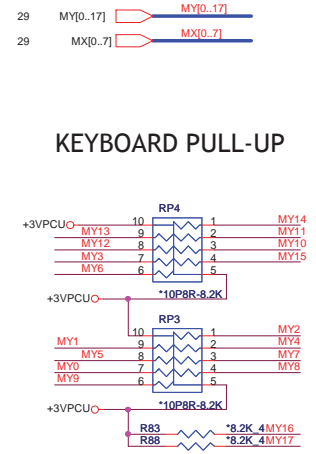 29 MY[0..17] MY[0..17]
29 MX[0..7] MX[0..7]
KEYBOARD PULL-UP
RP4
+3VPCU 10 1 MY14
MY13 9 2 MY11
MY12 8 3 MY10
MY3 7 4 MY15
MY6 6 5
*10P8R-8.2K
+3VPCU
RP3
10 1 MY2
MY1 9 2 MY4
MY5 8 3 MY7
MY0 7 4 MY8
MY9 6 5
*10P8R-8.2K
+3VPCU
R83 *8.2K_4 MY16
R88 *8.2K_4 MY17